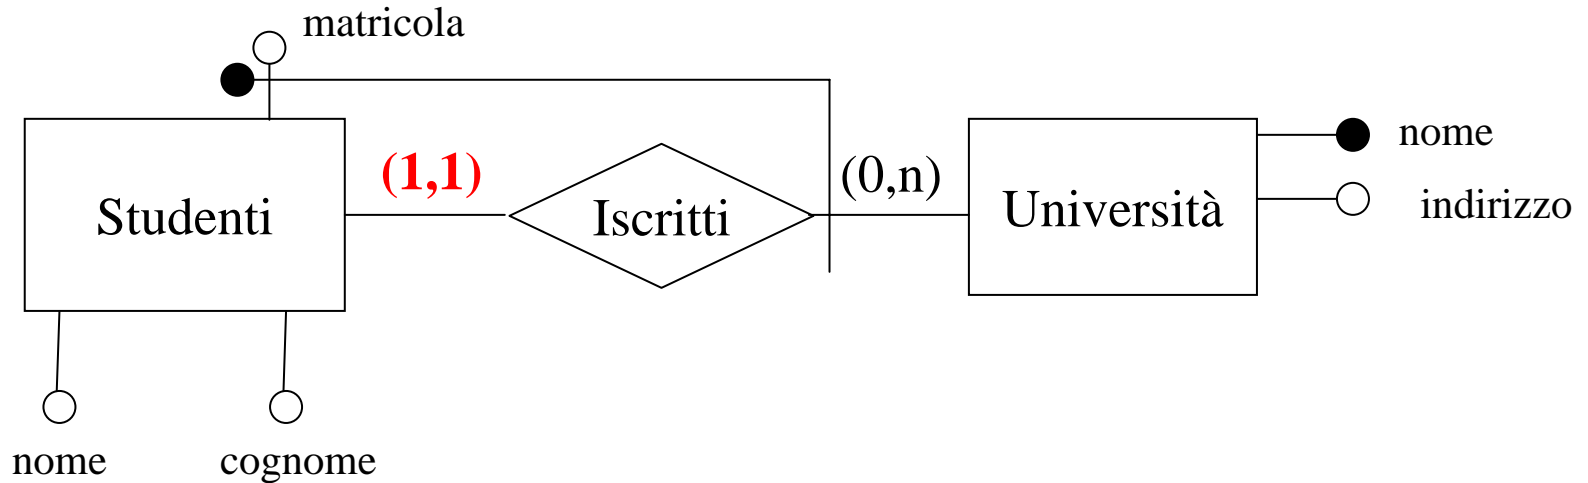 matricola
nome
(1,1)
(0,n)
Studenti
Iscritti
Università
indirizzo
nome
cognome